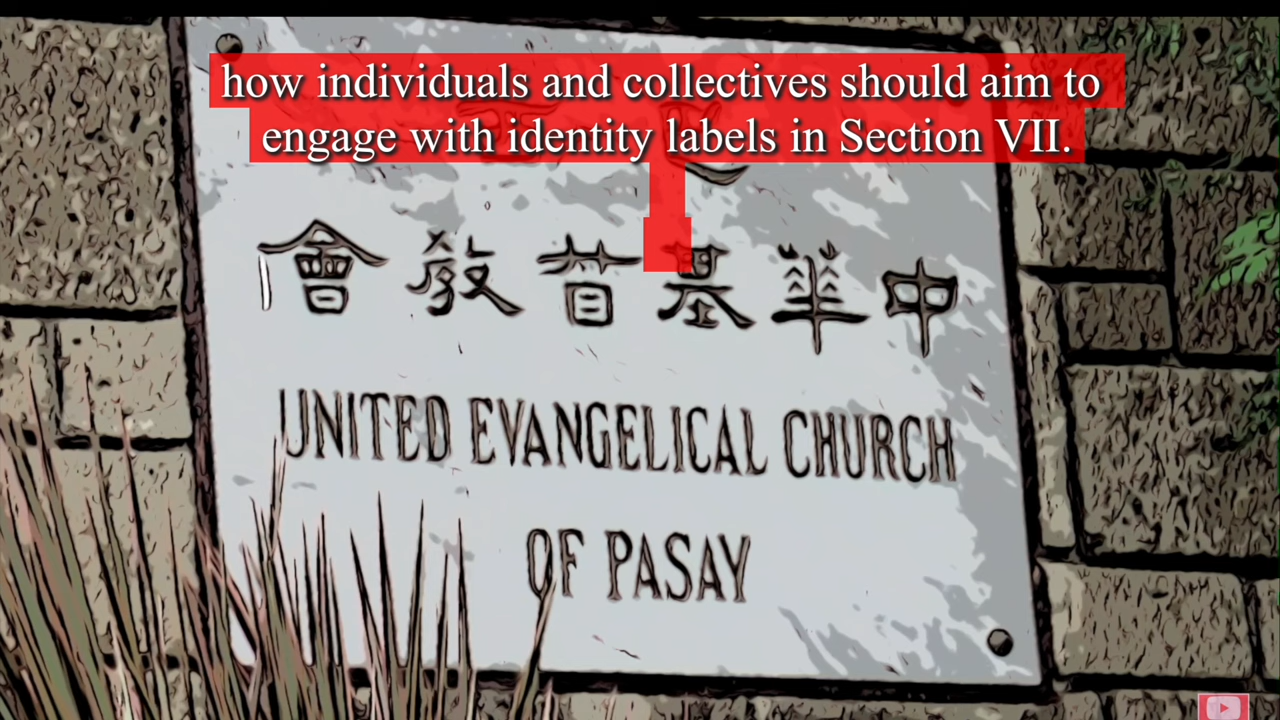 how individuals and collectives should aim to
engage with identity labels in Section VII.
中華基督教會
UNITED EVANGELICAL CHURCH
OF PASAY